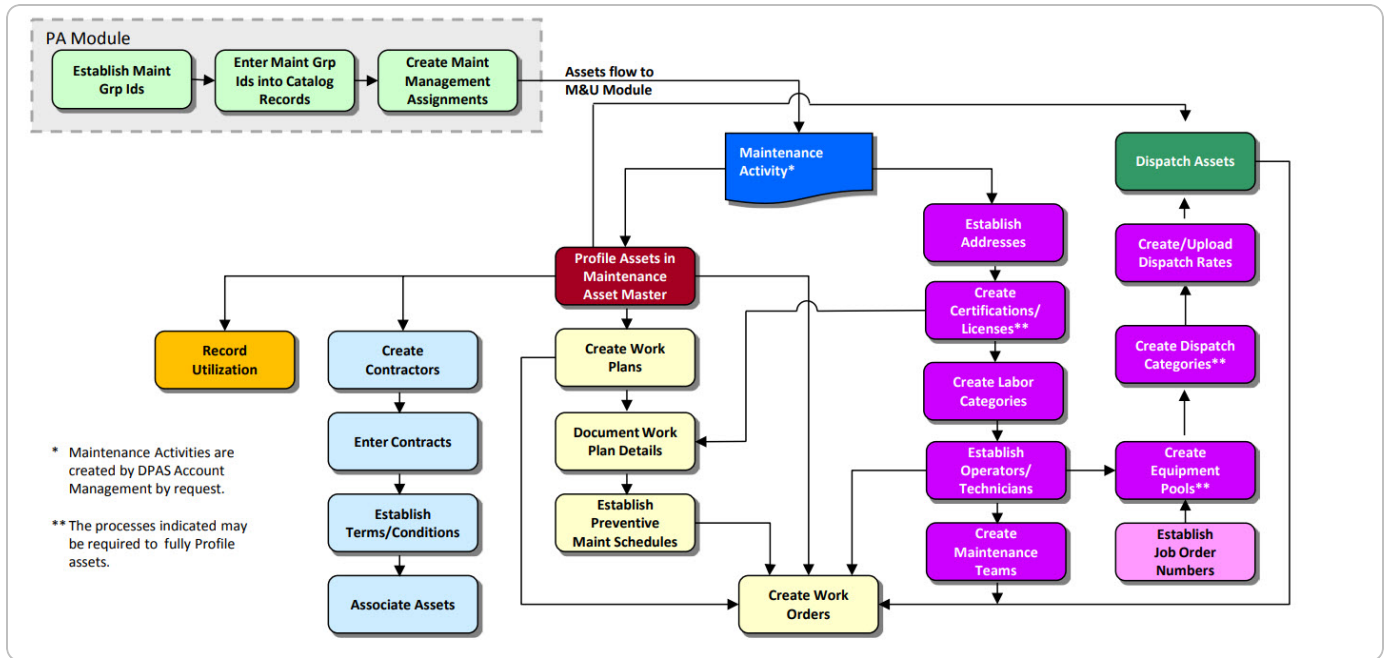 PA Module
Establish Maint
Grp Ids
Enter Maint Grp
Ids into Catalog
Records
Create Maint
Management
Assignments
Assets flow to
M&U Module
Maintenance
Activity*
Dispatch Assets
Establish
Addresses
Create/Upload
Dispatch Rates
Profile Assets in
Maintenance
Asset Master
Create
Certifications/
Licenses**
Record
Utilization
Create
Contractors
Create Work
Plans
Create Dispatch
Categories**
Create Labor
Categories
Enter Contracts
Document Work
Plan Details
Establish
Operators/
Technicians
Create
Equipment
Pools**
* Maintenance Activities are
created by DPAS Account
Management by request.
** The processes indicated may
be required to fully Profile
assets.
Establish
Terms/Conditions
Establish
Preventive
Maint Schedules
Create
Maintenance
Teams
Establish
Job Order
Numbers
Associate Assets
Create Work
Orders